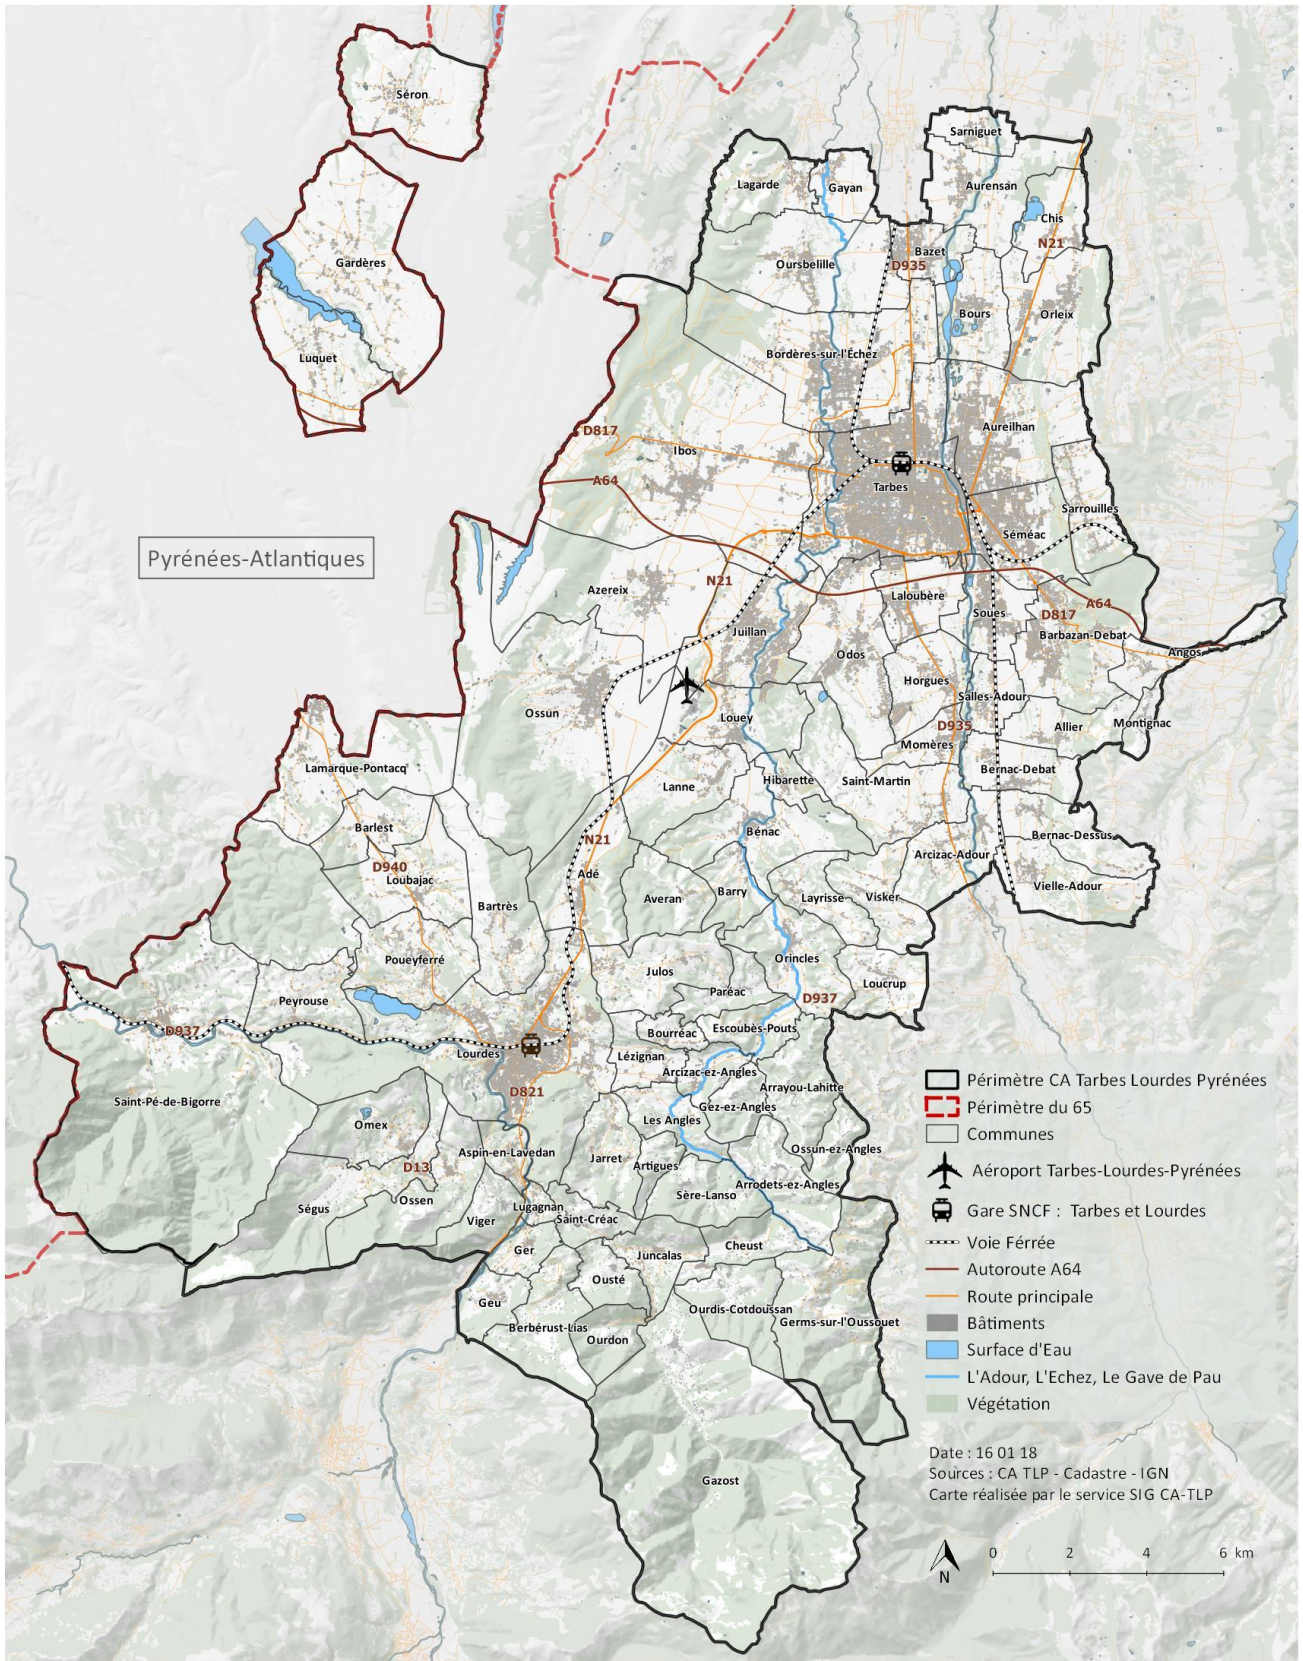 Séron
Sarniguet
Lagarde
Gayan
Aurensan
Chis
N21
Bazet
D935
Oursbelille
Gardères
Bours
Orleix
Luquet
Bordères-sur-l'Échez
D817
Aureilhan
Ibos
A64
Tarbes
Sarrouilles
Séméac
Pyrénées-Atlantiques
N21
Azereix
Laloubère
A64
Soues
D817
Juillan
Barbazan-Debat
Angos
Odos
Horgues
Salles-Adour
Ossun
Louey
D935
Allier
Montignac
Momères
Lamarque-Pontacq
Bernac-Debat
Hibarette
Saint-Martin
Lanne
Barlest
Bénac
Bernac-Dessus
N21
Arcizac-Adour
D940
Loubajac
Adé
Vielle-Adour
Barry
Averan
Layrisse
Visker
Bartrès
Poueyferré
Orincles
Julos
Loucrup
Paréac
Peyrouse
D937
D937
Bourréac
Escoubès-Pouts
Lourdes
Lézignan
Arcizac-ez-Angles
Arrayou-Lahitte
D821
Saint-Pé-de-Bigorre
Gez-ez-Angles
Les Angles
Omex
Ossun-ez-Angles
Aspin-en-Lavedan
Jarret
Artigues
D13
Arrodets-ez-Angles
Sère-Lanso
Ossen
Ségus
Lugagnan
Viger
Saint-Créac
Cheust
Ger
Juncalas
Ousté
Geu
Ourdis-Cotdoussan
Germs-sur-l'Oussouet
Berbérust-Lias
Ourdon
Gazost
Périmètre CA Tarbes Lourdes Pyrénées
Périmètre du 65
Communes
Aéroport Tarbes-Lourdes-Pyrénées
Gare SNCF : Tarbes et Lourdes
Voie Férrée
Autoroute A64
Route principale
Bâtiments
Surface d'Eau
L'Adour, L'Echez, Le Gave de Pau
Végétation
Date : 16 01 18
Sources : CA TLP - Cadastre - IGN
Carte réalisée par le service SIG CA-TLP
N
0 2 4 6 km